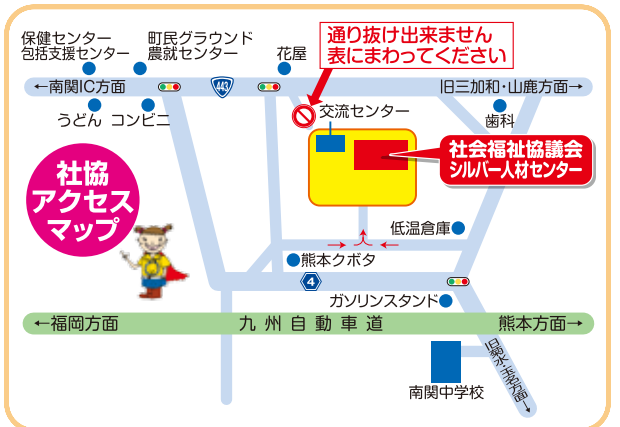 保健センター
包括支援センター
町民グラウンド
農就センター
花屋
通り抜け出来ません
表にまわってください
←南関IC方面
443
旧三加和・山鹿方面→
うどん
コンビニ
交流センター
歯科
社協
アクセス
マップ
社会福祉協議会
シルバー人材センター
低温倉庫
熊本クボタ
4
ガソリンスタンド
←福岡方面
九州自動車道
熊本方面→
旧菊水・玉名方面→
南関中学校